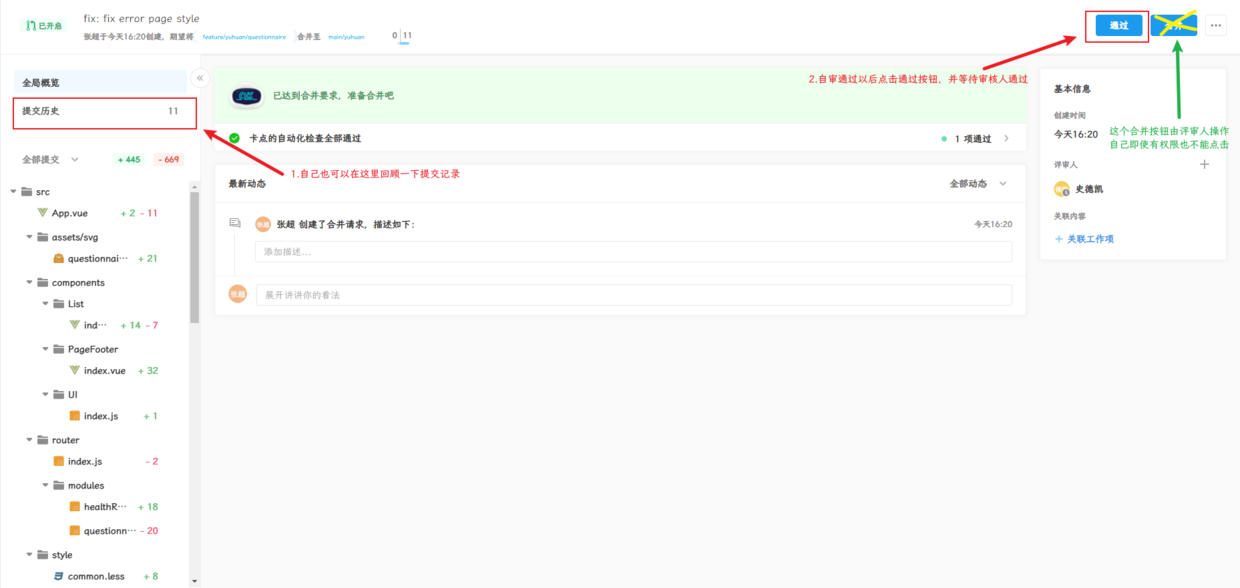 已开启
fix: fix error page style
张超于今天16:20创建, 期望将 feature/yuhuan/questionnaire 合并至 main/yuhuan
0 11
通过
全局概览
提交历史 11
全部提交 + 445 - 669
src
App.vue + 2 - 11
assets/svg
questionnai··· + 21
components
List
ind··· + 14 - 7
PageFooter
index.vue + 32
UI
index.js + 1
router
index.js - 2
modules
healthR··· + 18
questionn··· - 20
style
common.less + 8
已达到合并要求, 准备合并吧
卡点的自动化检查全部通过 1 项通过
最新动态 全部动态
张超 张超 创建了合并请求, 描述如下: 今天16:20
添加描述...
张超 展开讲讲你的看法
1.自己也可以在这里回顾一下提交记录
2.自审通过以后点击通过按钮, 并等待审核人通过
基本信息
创建时间
今天16:20
这个合并按钮由评审人操作
自己即使有权限也不能点击
评审人
史德凯
关联内容
+ 关联工作项